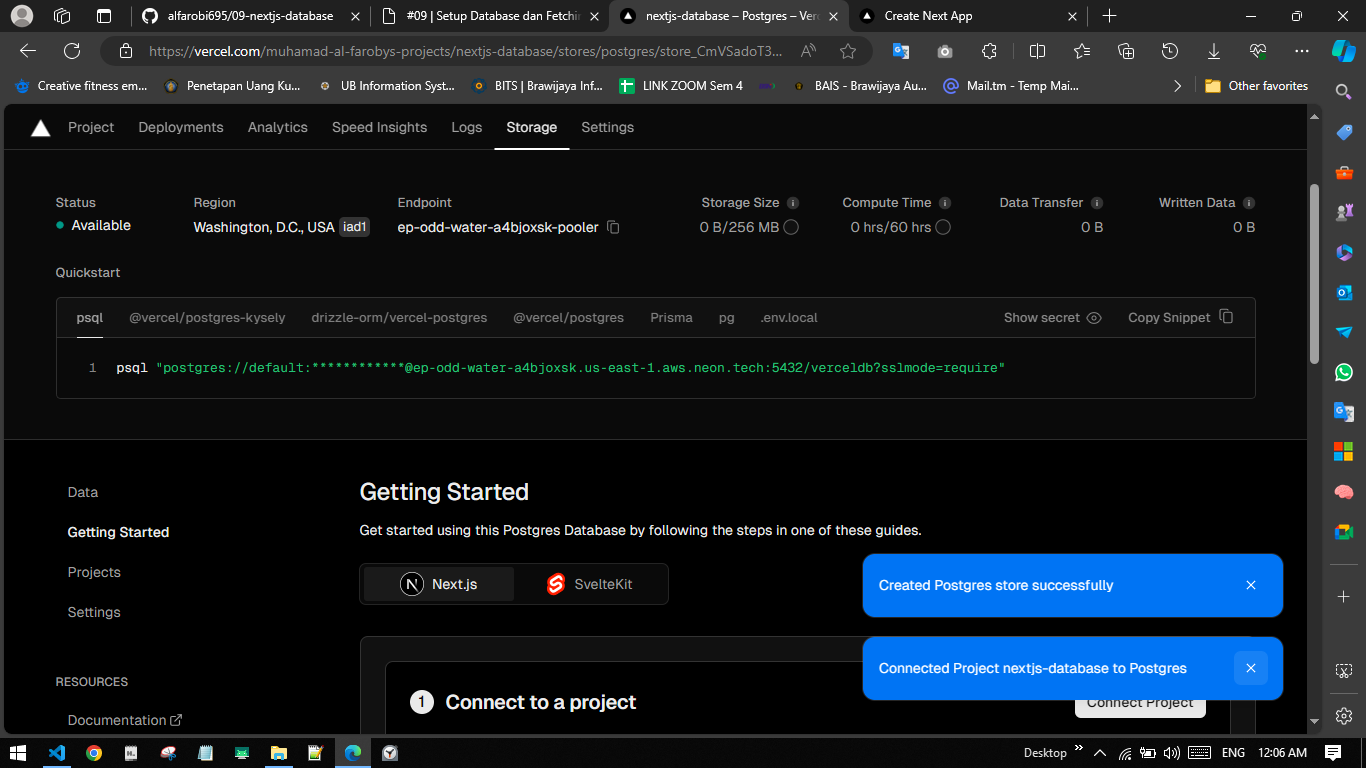 alfarobi695/09-nextjs-database
#09 | Setup Database dan Fetchin
nextjs-database – Postgres – Verc
Create Next App
https://vercel.com/muhamad-al-farobys-projects/nextjs-database/stores/postgres/store_CmVSadoT3...
Creative fitness em...
Penetapan Uang Ku...
UB Information Syst...
BITS | Brawijaya Inf...
LINK ZOOM Sem 4
BAIS - Brawijaya Au...
Mail.tm - Temp Mai...
Other favorites
Project
Deployments
Analytics
Speed Insights
Logs
Storage
Settings
Status
Region
Endpoint
Storage Size
Compute Time
Data Transfer
Written Data
Available
Washington, D.C., USA iad1
ep-odd-water-a4bjoxsk-pooler
0 B/256 MB
0 hrs/60 hrs
0 B
0 B
Quickstart
psql
@vercel/postgres-kysely
drizzle-orm/vercel-postgres
@vercel/postgres
Prisma
pg
.env.local
Show secret
Copy Snippet
1 psql "postgres://default:************@ep-odd-water-a4bjoxsk.us-east-1.aws.neon.tech:5432/verceldb?sslmode=require"
Data
Getting Started
Projects
Settings
RESOURCES
Documentation
Getting Started
Get started using this Postgres Database by following the steps in one of these guides.
Next.js
SvelteKit
1 Connect to a project
Connect Project
Created Postgres store successfully
Connected Project nextjs-database to Postgres
Desktop
ENG
12:06 AM